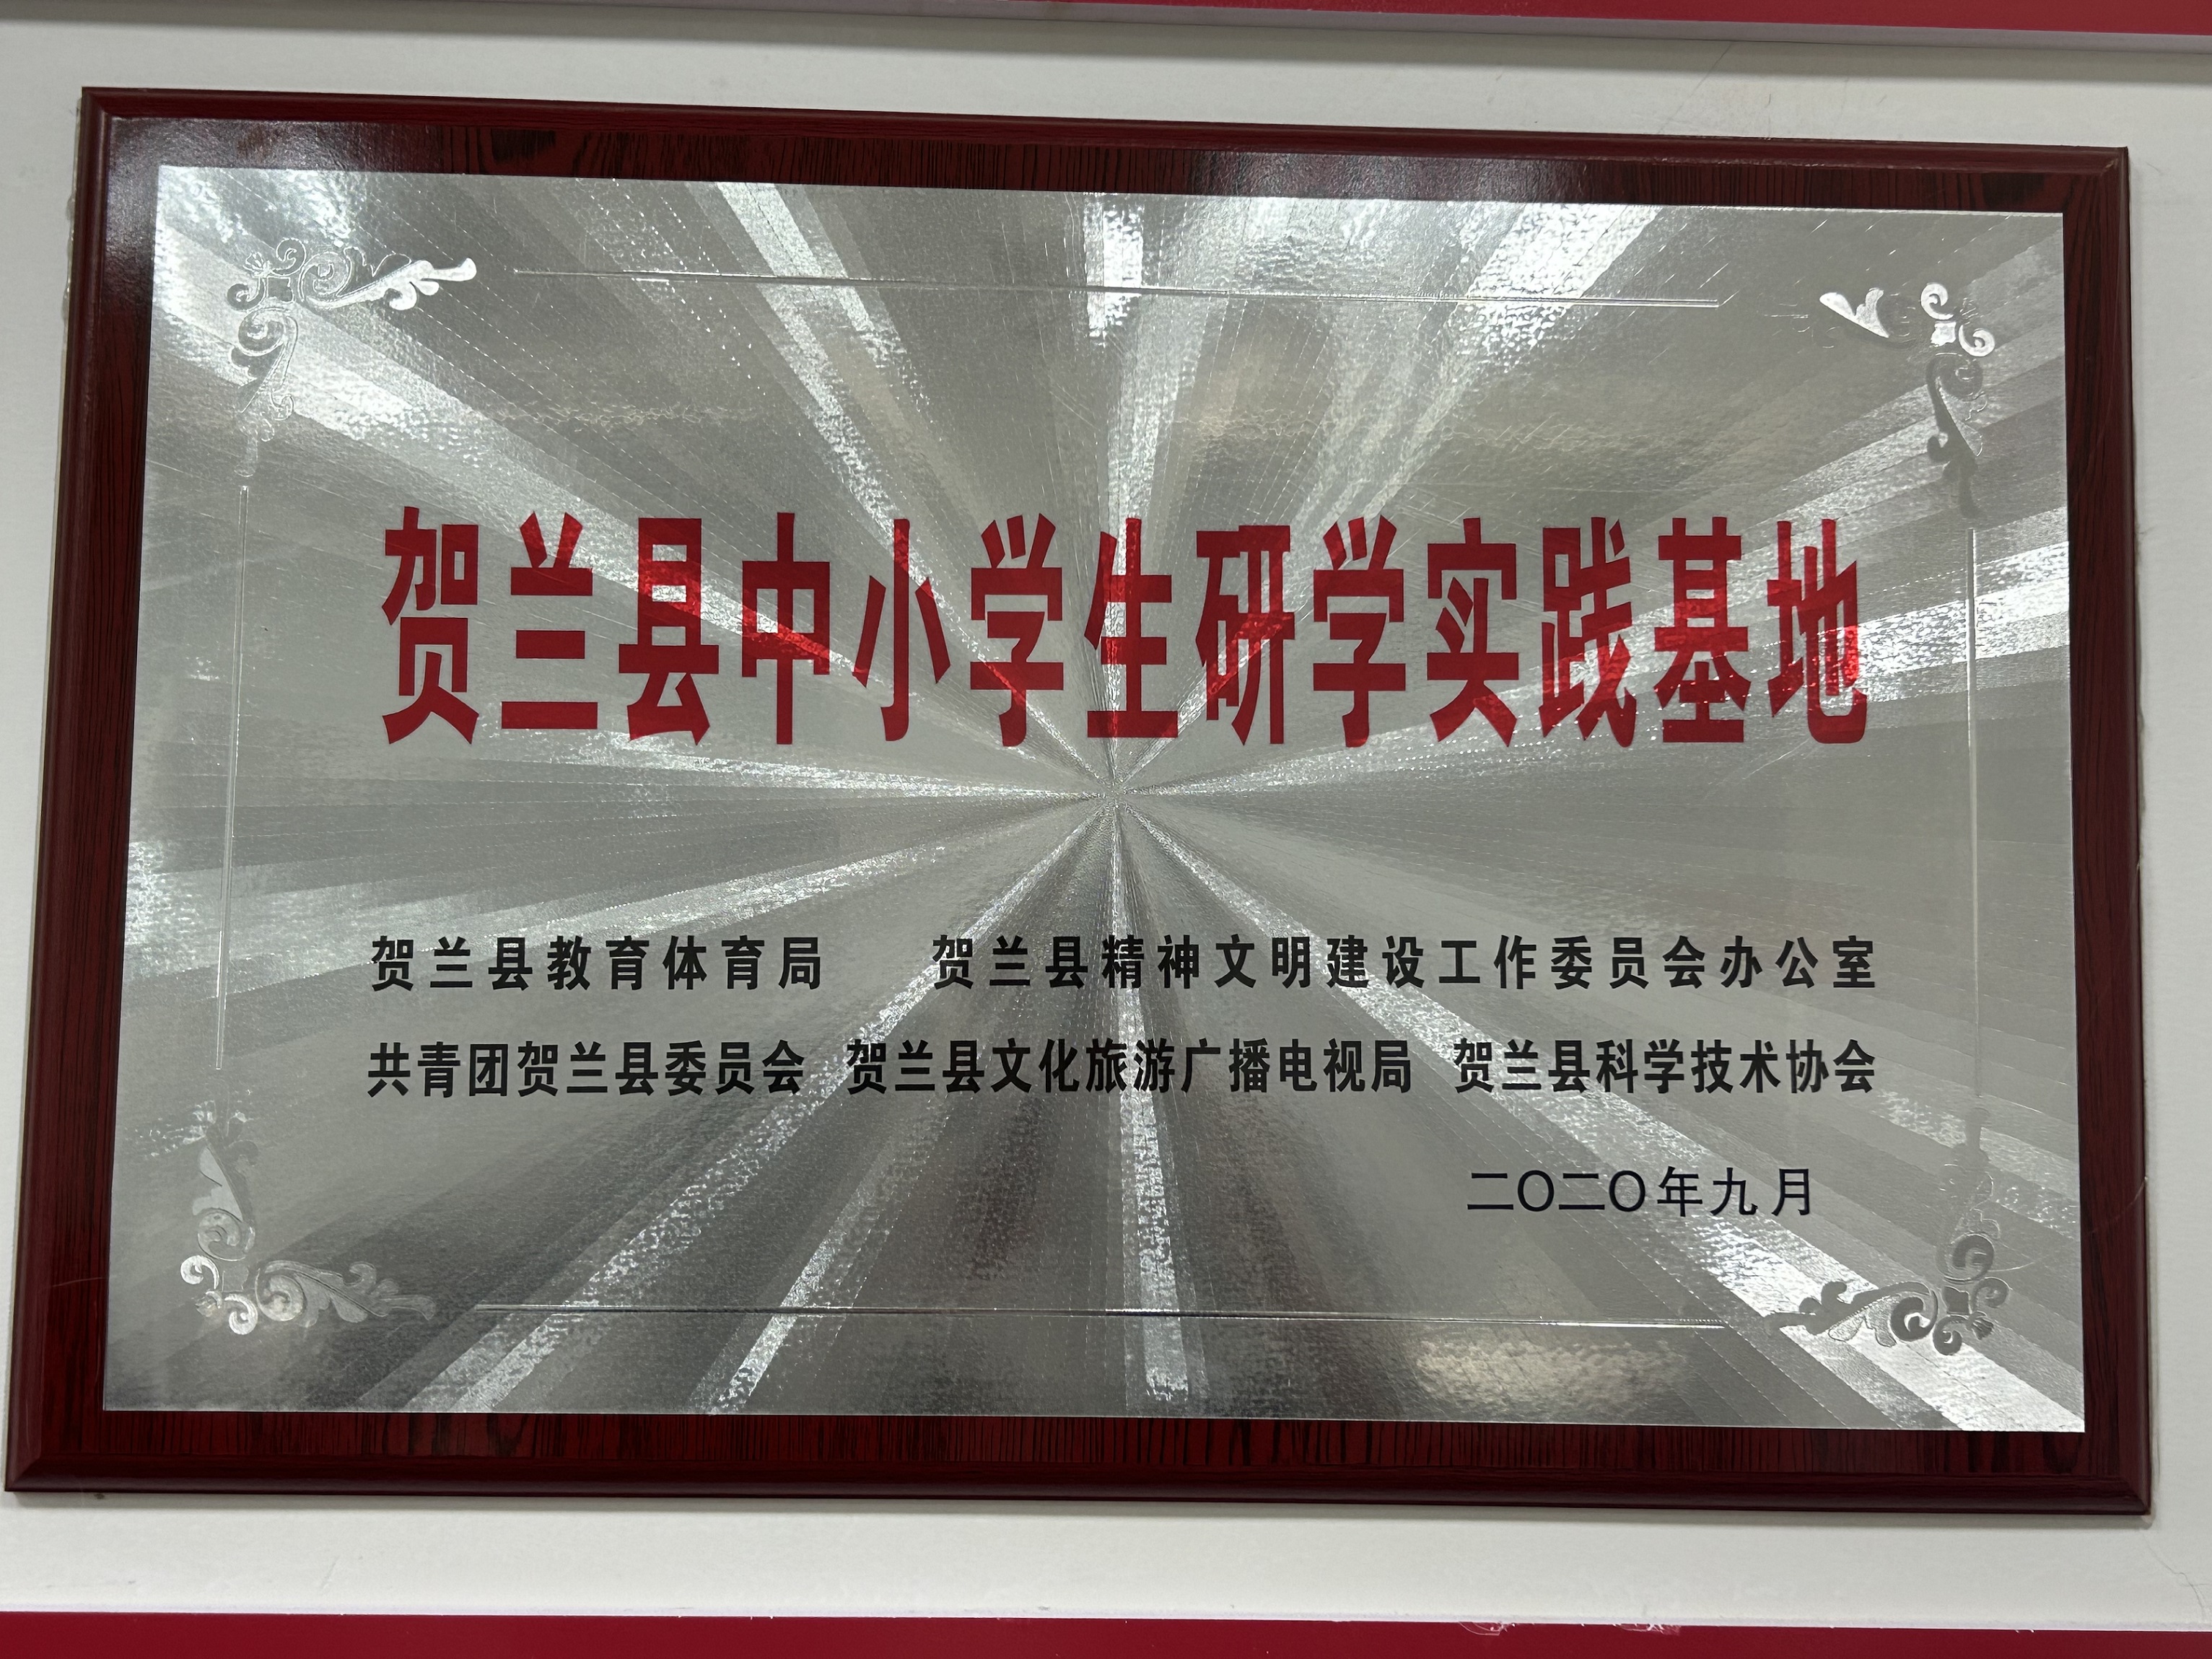 贺兰县中小学生研学实践基地
贺兰县教育体育局 贺兰县精神文明建设工作委员会办公室
共青团贺兰县委员会 贺兰县文化旅游广播电视局 贺兰县科学技术协会
二〇二〇年九月